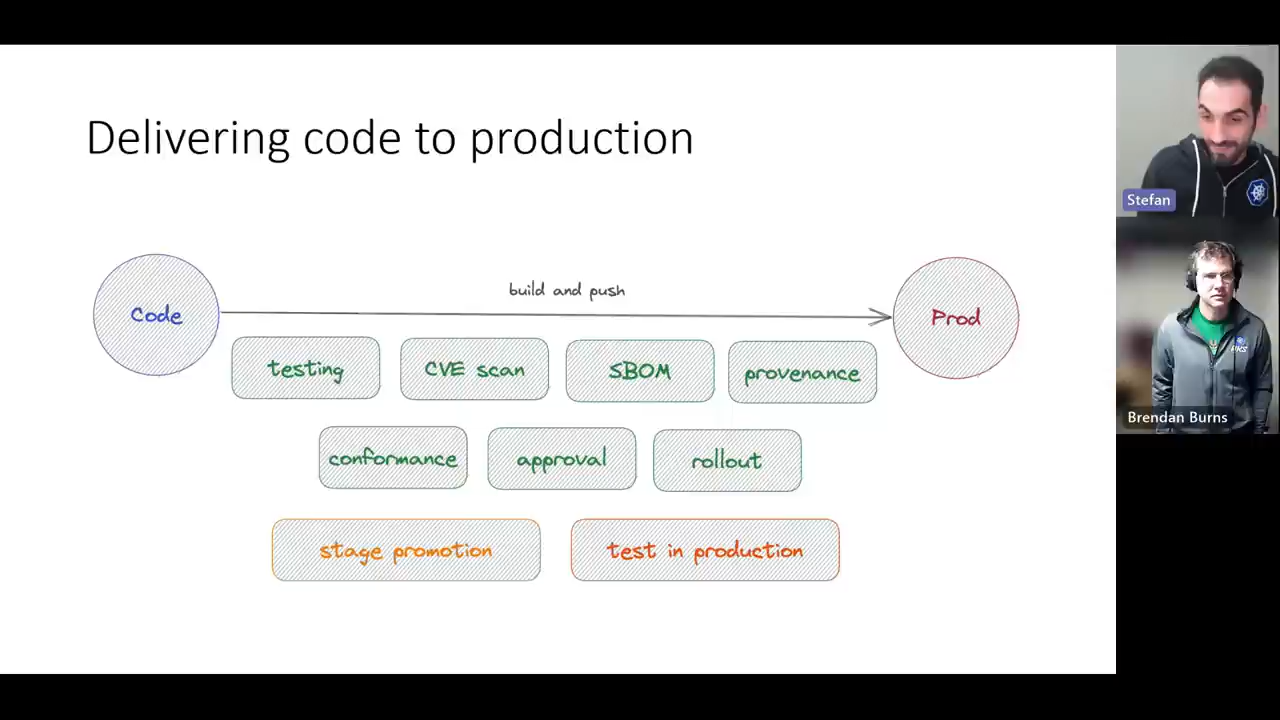 Delivering code to production
build and push
Code
Prod
testing
CVE scan
SBOM
provenance
conformance
approval
rollout
stage promotion
test in production
Stefan
Brendan Burns